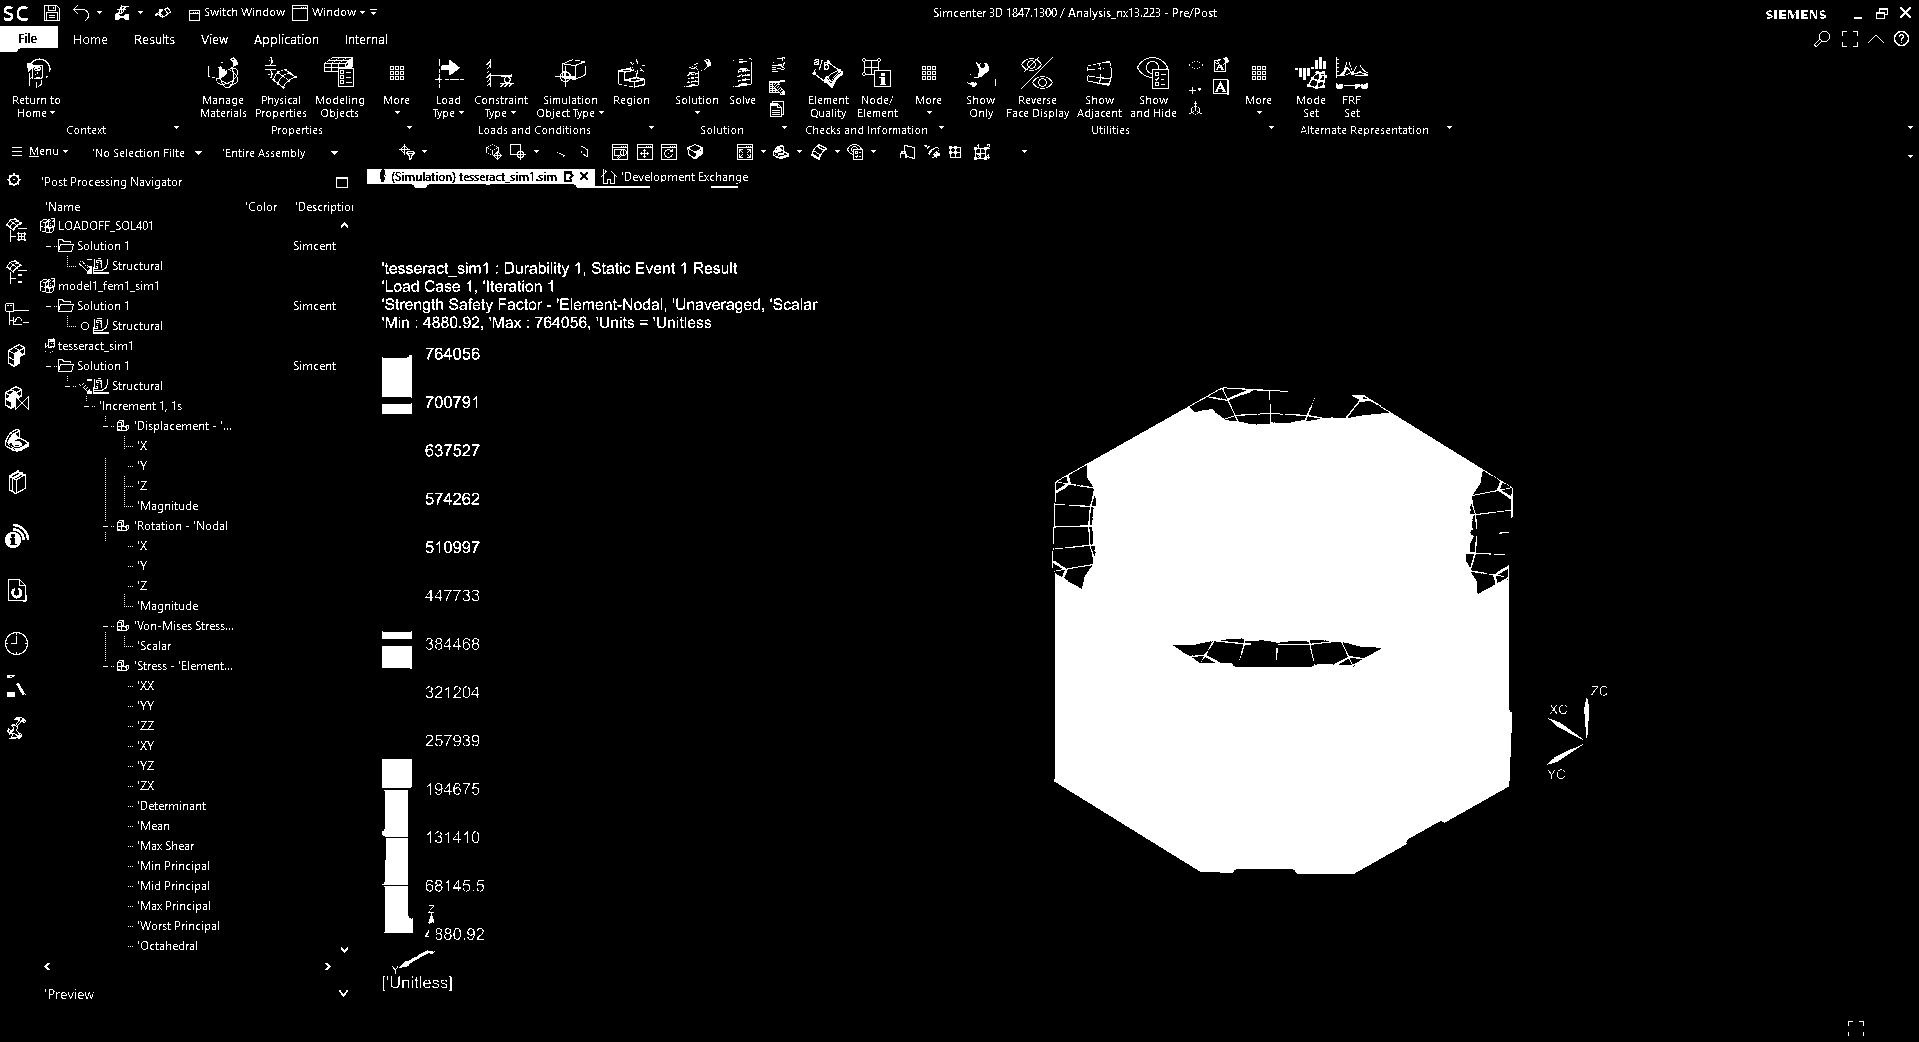 SC Switch Window Window Simcenter 3D 1847.1300 / Analysis_nx13.223 - Pre/Post SIEMENS
File Home Results View Application Internal
Return to Home Manage Materials Physical Properties Modeling Objects More Load Type Constraint Type Simulation Object Type Region Solution Solve Element Quality Node/ Element More Show Only Reverse Face Display Show Adjacent Show and Hide More Mode Set FRF Set
Context Properties Loads and Conditions Solution Checks and Information Utilities Alternate Representation
Menu 'No Selection Filte 'Entire Assembly
'Post Processing Navigator
(Simulation) tesseract_sim1.sim 'Development Exchange
'Name 'Color 'Description
LOADOFF_SOL401
Solution 1 Simcent
Structural
model1_fem1_sim1
Solution 1 Simcent
Structural
tesseract_sim1
Solution 1 Simcent
Structural
'Increment 1, 1s
'Displacement - '...
'X
'Y
'Z
'Magnitude
'Rotation - 'Nodal
'X
'Y
'Z
'Magnitude
'Von-Mises Stress...
'Scalar
'Stress - 'Element...
'XX
'YY
'ZZ
'XY
'YZ
'ZX
'Determinant
'Mean
'Max Shear
'Min Principal
'Mid Principal
'Max Principal
'Worst Principal
'Octahedral
'Preview
'tesseract_sim1 : Durability 1, Static Event 1 Result
'Load Case 1, 'Iteration 1
'Strength Safety Factor - 'Element-Nodal, 'Unaveraged, 'Scalar
'Min : 4880.92, 'Max : 764056, 'Units = 'Unitless
764056
700791
637527
574262
510997
447733
384468
321204
257939
194675
131410
68145.5
4880.92
Z
Y
['Unitless]
ZC
XC
YC